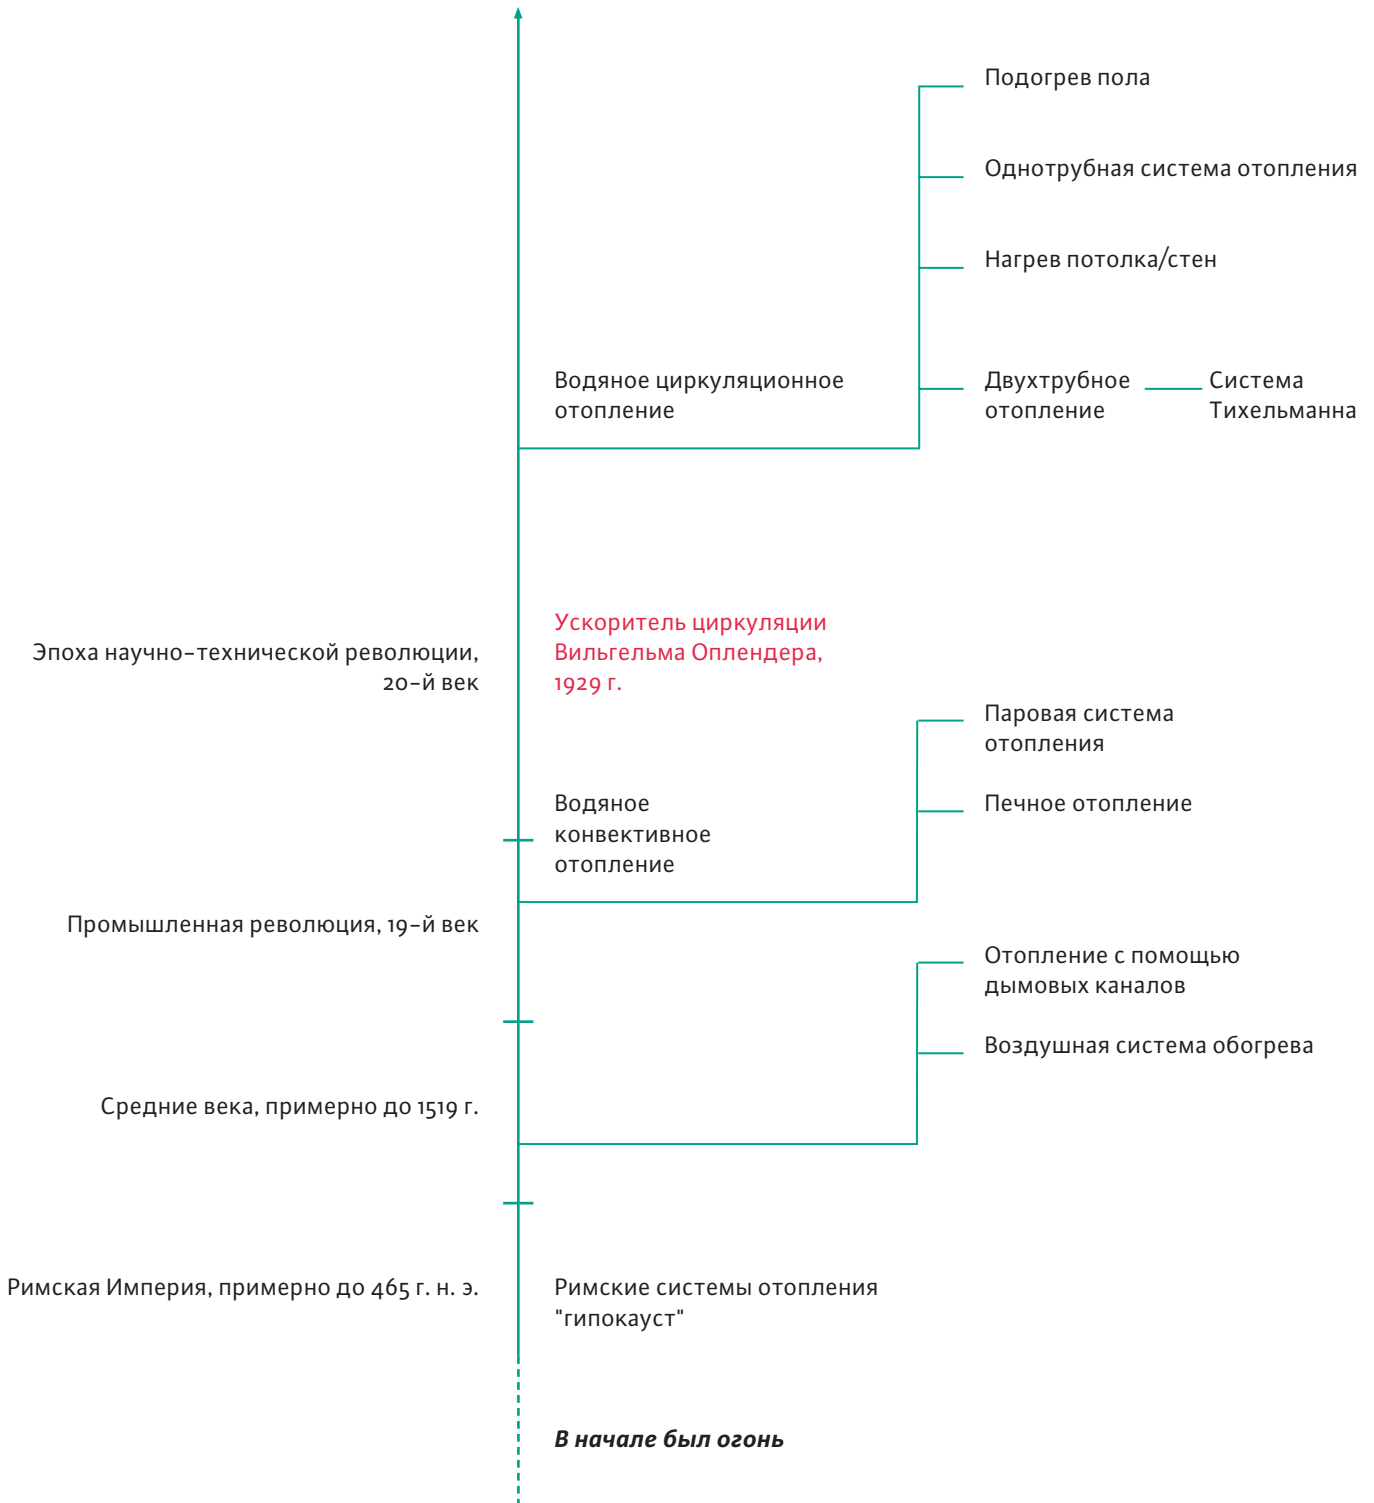 Подогрев пола
Однотрубная система отопления
Нагрев потолка/стен
Водяное циркуляционное
отопление
Двухтрубное
отопление
Система
Тихельманна
Ускоритель циркуляции
Вильгельма Оплендера,
1929 г.
Эпоха научно-технической революции,
20-й век
Паровая система
отопления
Печное отопление
Водяное
конвективное
отопление
Промышленная революция, 19-й век
Отопление с помощью
дымовых каналов
Воздушная система обогрева
Средние века, примерно до 1519 г.
Римская Империя, примерно до 465 г. н. э.
Римские системы отопления
"гипокауст"
В начале был огонь